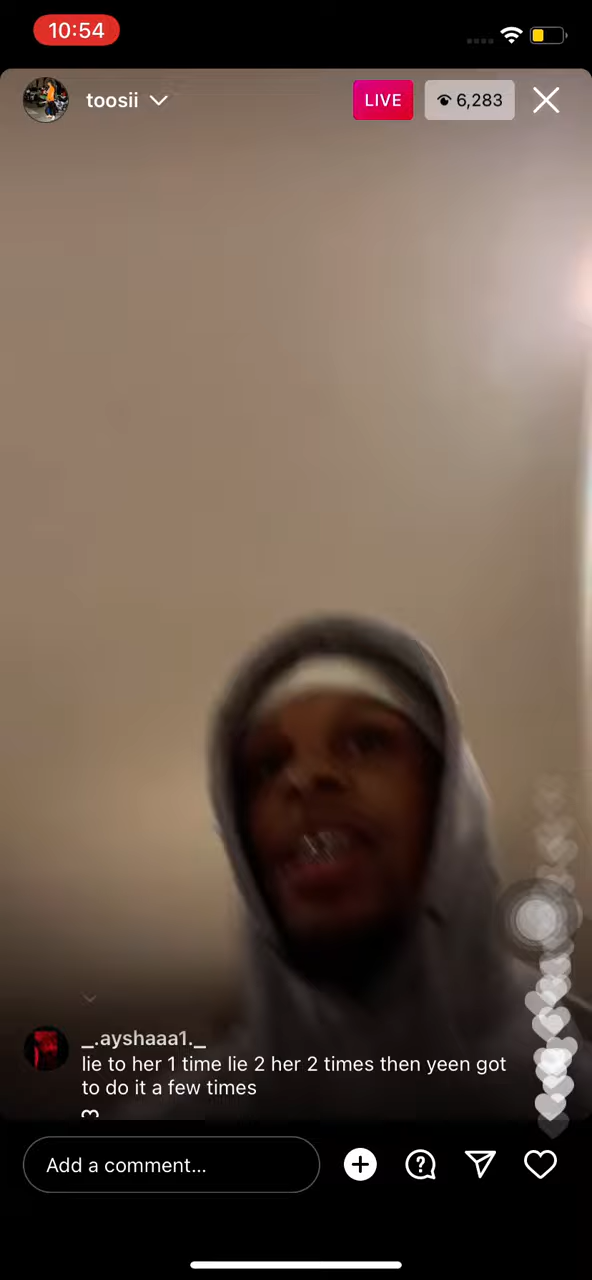 10:54
toosii
LIVE
6,283
_.ayshaaa1._
lie to her 1 time lie 2 her 2 times then yeen got
to do it a few times
Add a comment...